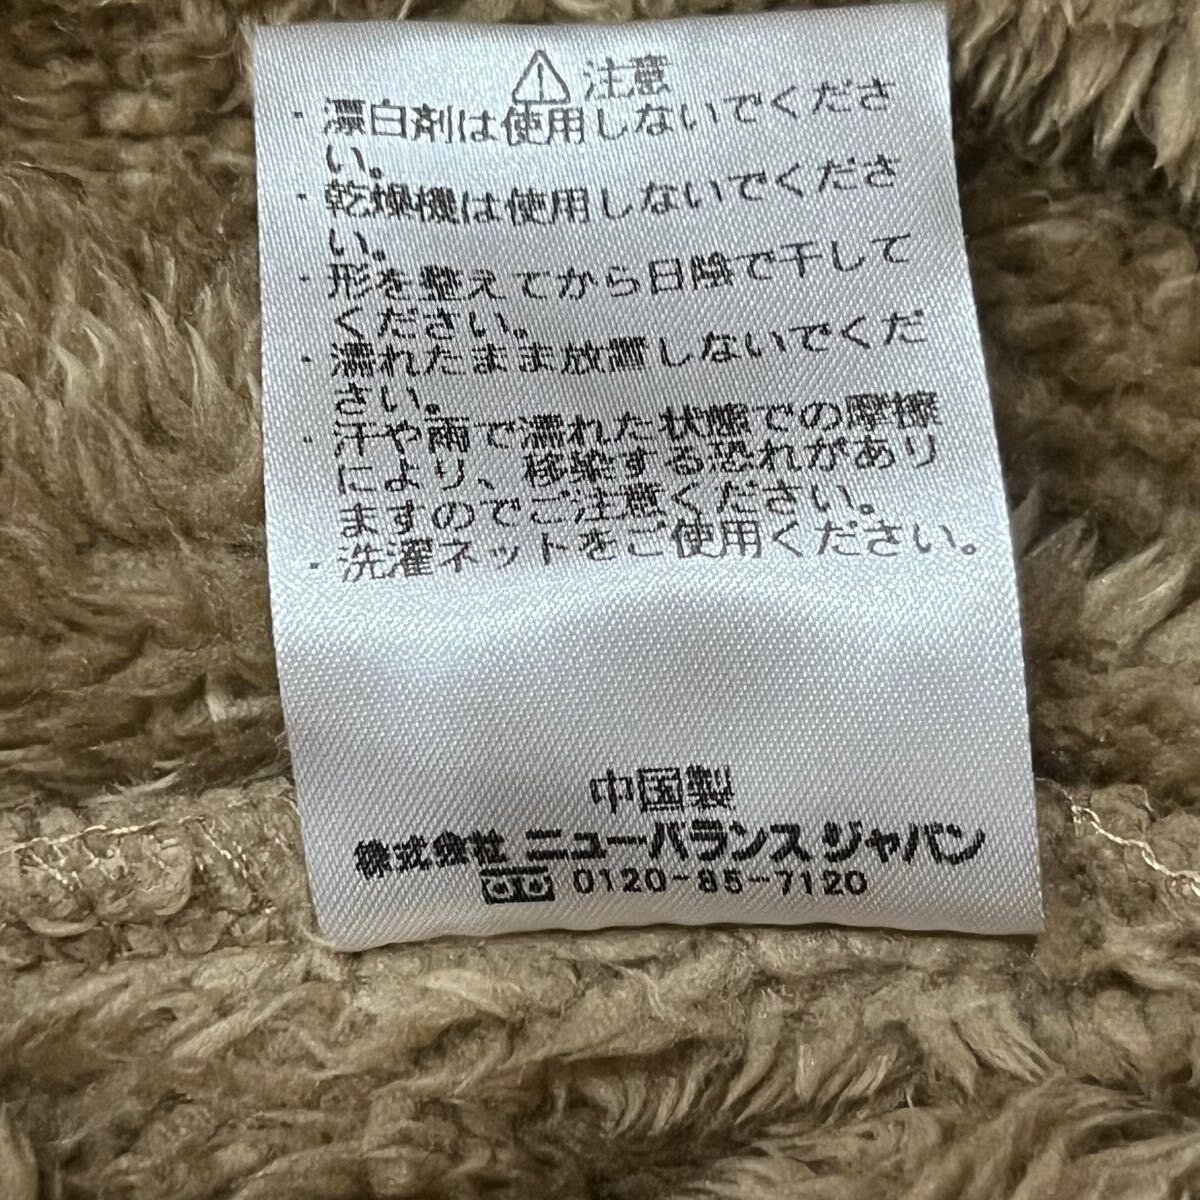 ⚠ 注意
・漂白剤は使用しないでくださ
い。
・乾燥機は使用しないでくださ
い。
・形を整えてから日陰で干して
ください。
・濡れたまま放置しないでくだ
さい。
・汗や雨で濡れた状態での摩擦
により、移染する恐れがあり
ますのでご注意ください。
・洗濯ネットをご使用ください。
中国製
株式会社 ニューバランス ジャパン
0120-85-7120